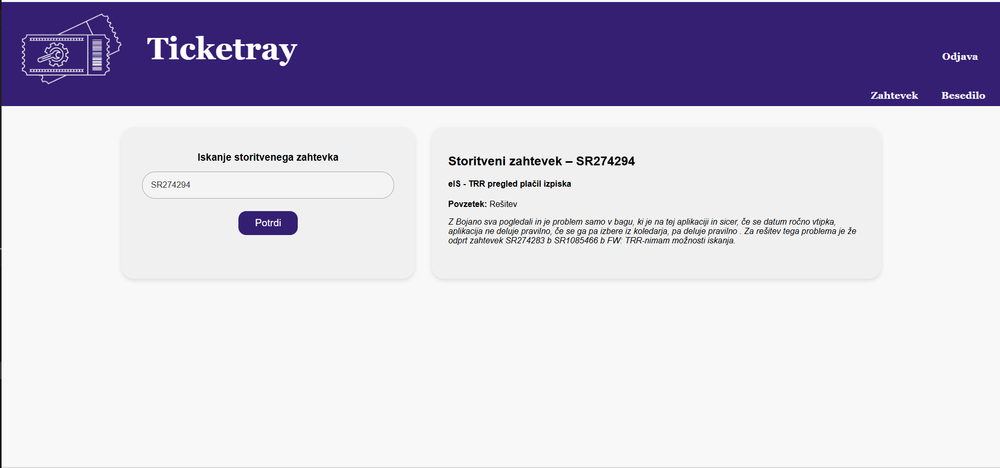 Ticketray
Odjava
Zahtevek
Besedilo
Iskanje storitvenega zahtevka
SR274294
Potrdi
Storitveni zahtevek – SR274294
eIS - TRR pregled plačil izpiska
Povzetek: Rešitev
Z Bojano sva pogledali in je problem samo v bagu, ki je na tej aplikaciji in sicer, če se datum ročno vtipka,
aplikacija ne deluje pravilno, če se ga pa izbere iz koledarja, pa deluje pravilno . Za rešitev tega problema je že
odprt zahtevek SR274283 b SR1085466 b FW: TRR-nimam možnosti iskanja.